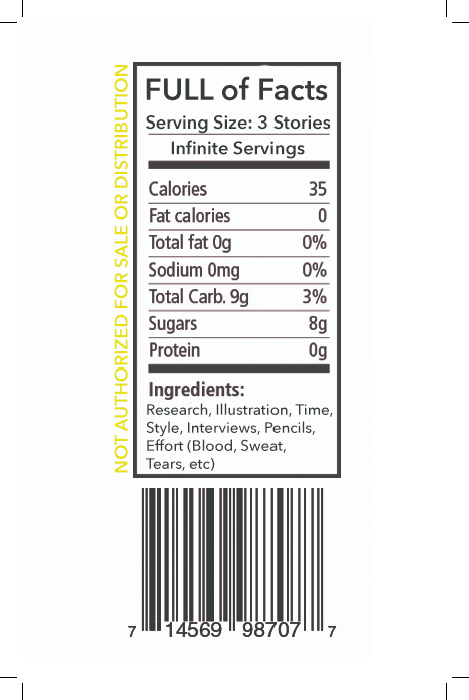 NOT AUTHORIZED FOR SALE OR DISTRIBUTION
FULL of Facts
Serving Size: 3 Stories
Infinite Servings
Calories 35
Fat calories 0
Total fat 0g 0%
Sodium 0mg 0%
Total Carb. 9g 3%
Sugars 8g
Protein 0g
Ingredients:
Research, Illustration, Time,
Style, Interviews, Pencils,
Effort (Blood, Sweat,
Tears, etc)
7 14569 98707 7